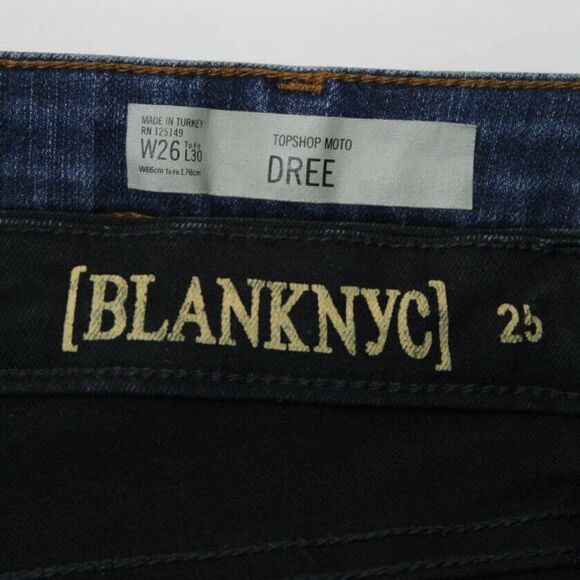 MADE IN TURKEY
RN 125149
W26 To Fit L30
W66cm To Fit L76cm
TOPSHOP MOTO
DREE
[BLANKNYC] 25